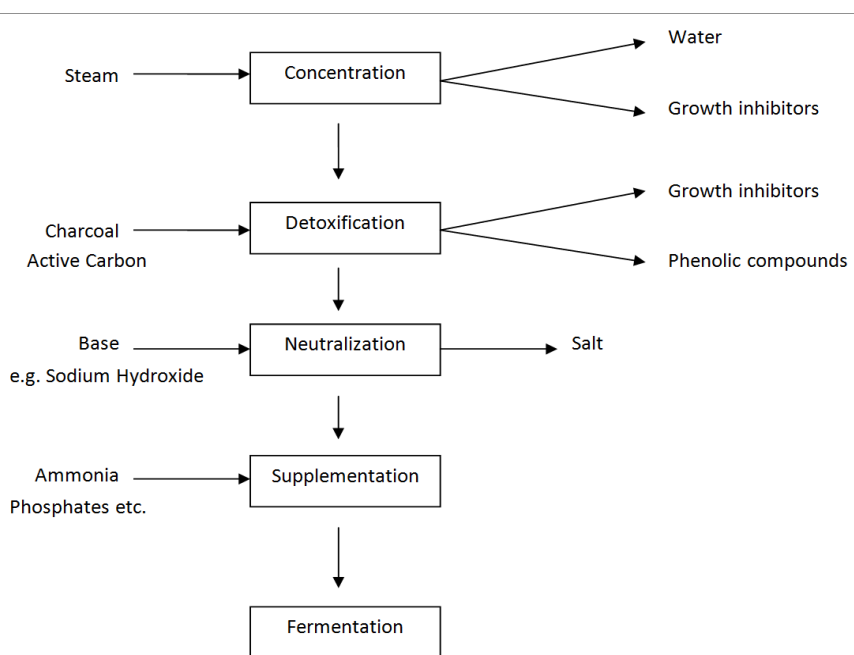 Water
Steam
Concentration
Growth inhibitors
Growth inhibitors
Charcoal
Detoxification
Active Carbon
Phenolic compounds
Base
Neutralization
Salt
e.g. Sodium Hydroxide
Ammonia
Supplementation
Phosphates etc.
Fermentation